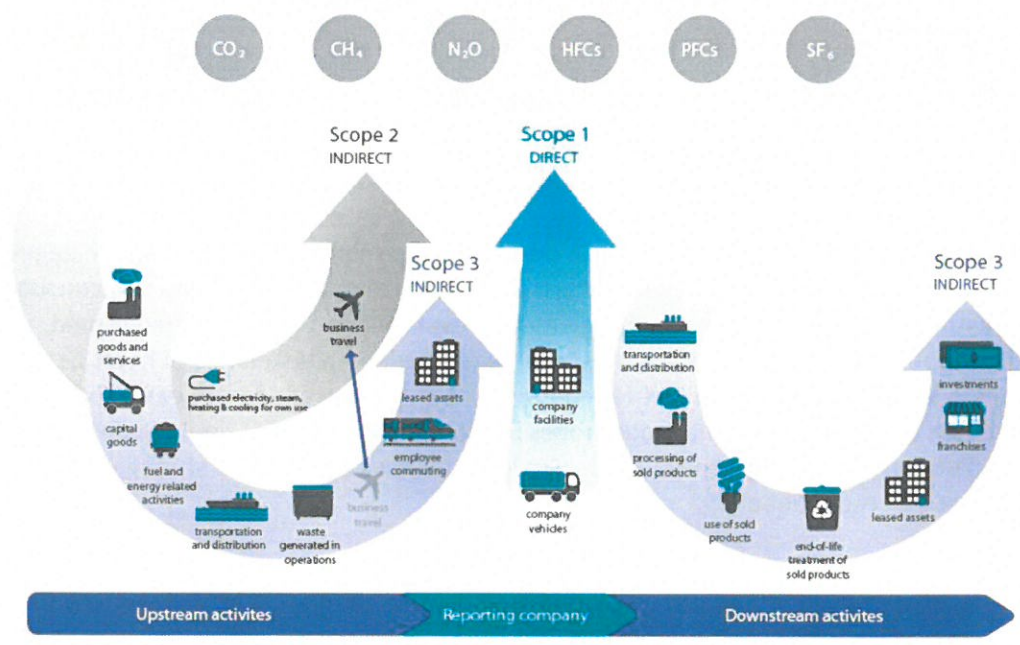 CO₂
CH₄
N₂O
HFCs
PFCs
SF₆
Scope 2
INDIRECT
Scope 1
DIRECT
Scope 3
INDIRECT
Scope 3
INDIRECT
purchased
goods and
services
capital
goods
fuel and
energy related
activities
purchased electricity, steam,
heating & cooling for own use
transportation
and distribution
waste
generated in
operations
business
travel
business
travel
employee
commuting
leased assets
company
facilities
company
vehicles
transportation
and distribution
processing of
sold products
use of sold
products
end-of-life
treatment of
sold products
leased assets
franchises
investments
Upstream activites
Reporting company
Downstream activites